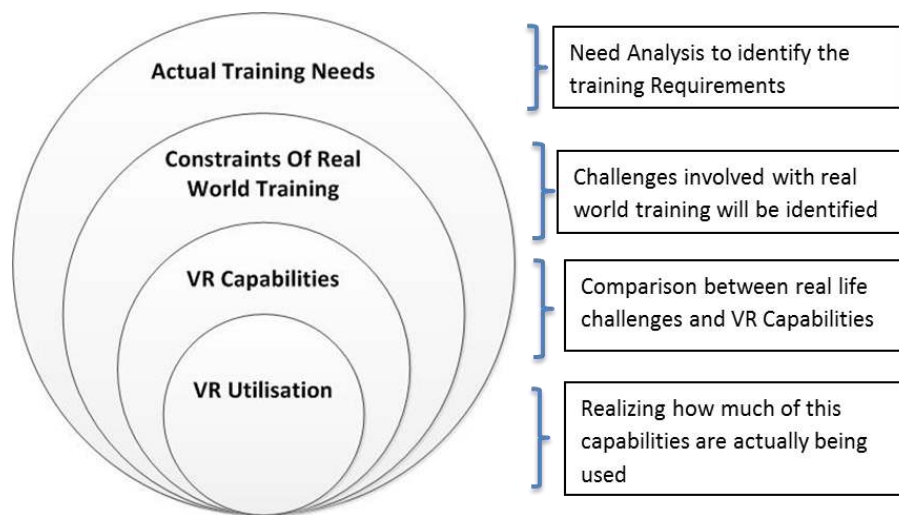 Actual Training Needs
Need Analysis to identify the
training Requirements
Constraints Of Real
World Training
Challenges involved with real
world training will be identified
VR Capabilities
Comparison between real life
challenges and VR Capabilities
VR Utilisation
Realizing how much of this
capabilities are actually being
used